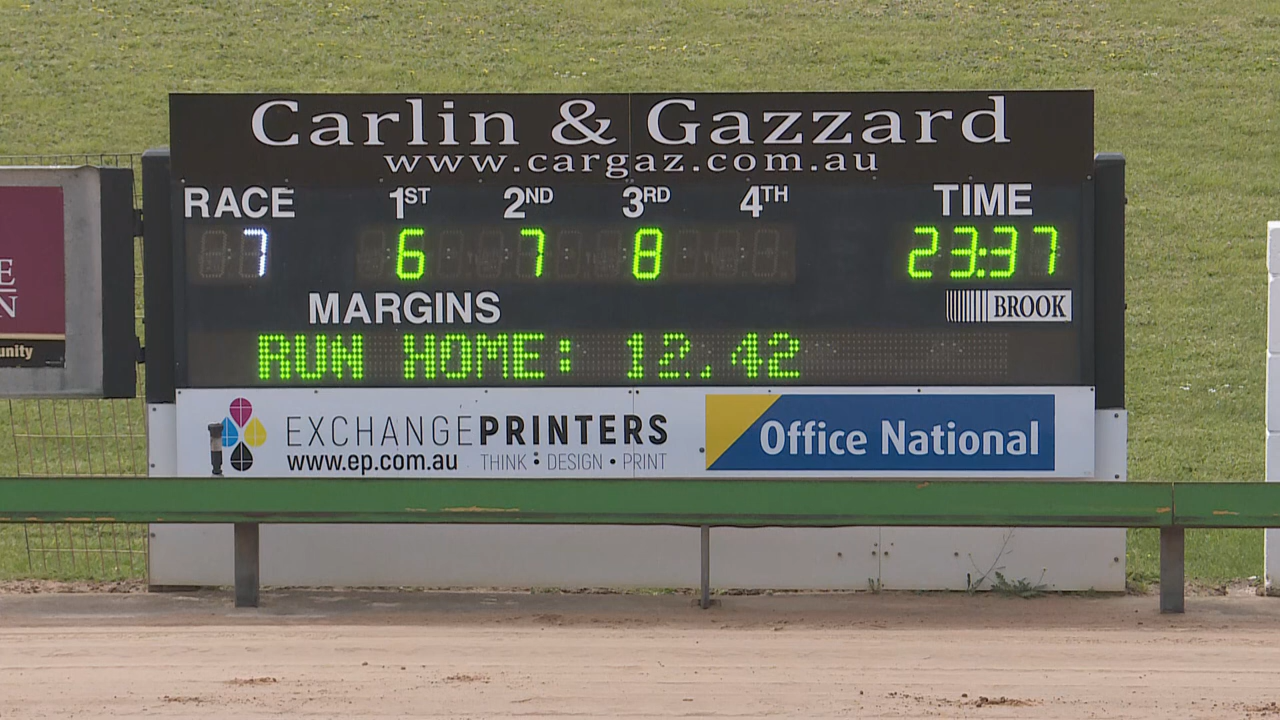 Carlin & Gazzard
www.cargaz.com.au
RACE 1ST 2ND 3RD 4TH TIME
7 6 7 8 23:37
MARGINS BROOK
RUN HOME: 12.42
E
N
unity
EXCHANGEPRINTERS
www.ep.com.au THINK • DESIGN • PRINT
Office National